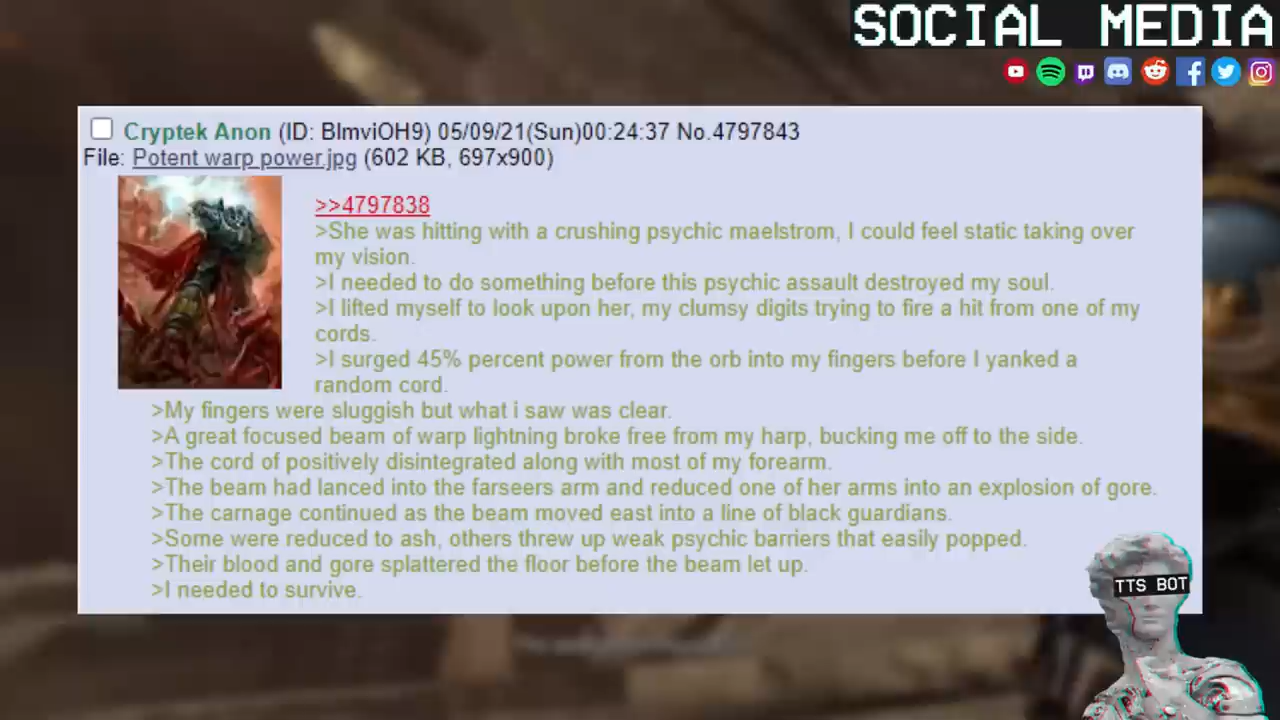 SOCIAL MEDIA
Cryptek Anon (ID: BlmviOH9) 05/09/21(Sun)00:24:37 No.4797843
File: Potent warp power.jpg (602 KB, 697x900)
>>4797838
>She was hitting with a crushing psychic maelstrom, I could feel static taking over
my vision.
>I needed to do something before this psychic assault destroyed my soul.
>I lifted myself to look upon her, my clumsy digits trying to fire a hit from one of my
cords.
>I surged 45% percent power from the orb into my fingers before I yanked a
random cord.
>My fingers were sluggish but what i saw was clear.
>A great focused beam of warp lightning broke free from my harp, bucking me off to the side.
>The cord of positively disintegrated along with most of my forearm.
>The beam had lanced into the farseers arm and reduced one of her arms into an explosion of gore.
>The carnage continued as the beam moved east into a line of black guardians.
>Some were reduced to ash, others threw up weak psychic barriers that easily popped.
>Their blood and gore splattered the floor before the beam let up.
>I needed to survive.
TTS BOT